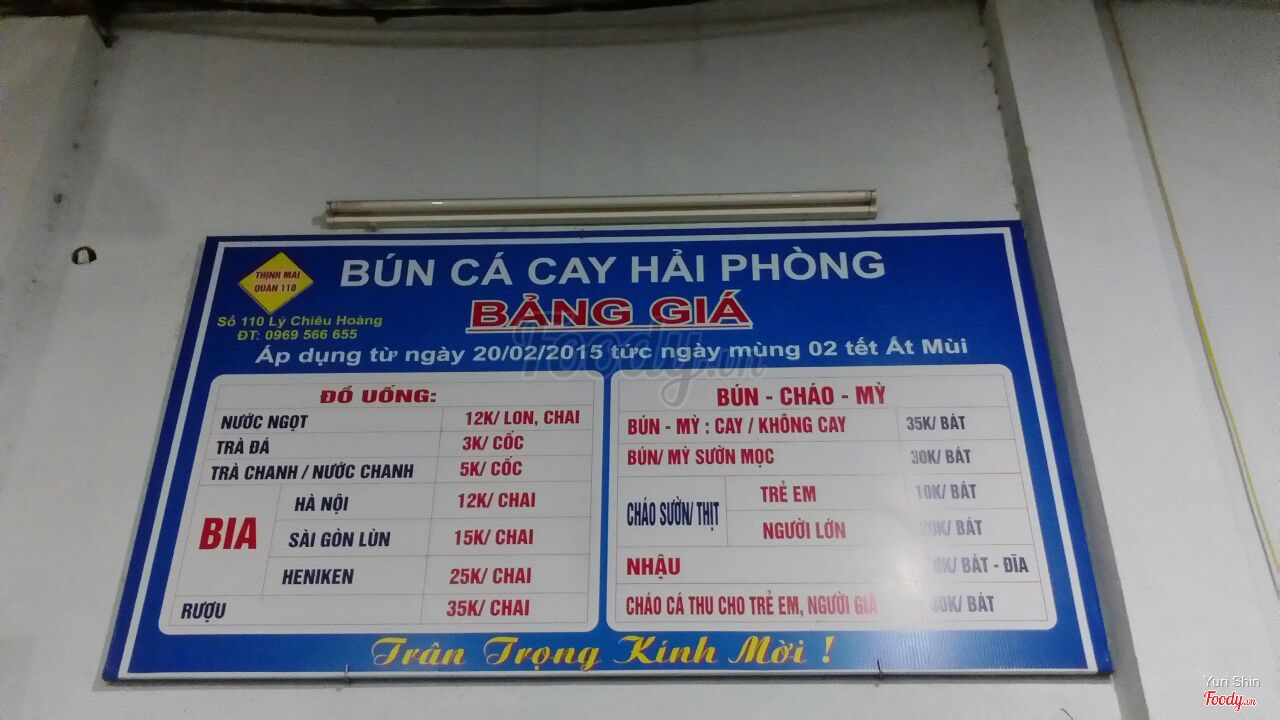 THỊNH MAI
QUÁN 110
BÚN CÁ CAY HẢI PHÒNG
BẢNG GIÁ
Số 110 Lý Chiêu Hoàng
ĐT: 0969 566 655
Áp dụng từ ngày 20/02/2015 tức ngày mùng 02 tết Ất Mùi
ĐỒ UỐNG:
NƯỚC NGỌT 12K/ LON, CHAI
TRÀ ĐÁ 3K/ CỐC
TRÀ CHANH / NƯỚC CHANH 5K/ CỐC
BIA
HÀ NỘI 12K/ CHAI
SÀI GÒN LÙN 15K/ CHAI
HENIKEN 25K/ CHAI
RƯỢU 35K/ CHAI
BÚN - CHÁO - MỲ
BÚN - MỲ : CAY / KHÔNG CAY 35K/ BÁT
BÚN/ MỲ SƯỜN MỌC 30K/ BÁT
CHÁO SƯỜN/ THỊT
TRẺ EM 10K/ BÁT
NGƯỜI LỚN BÁT
NHẬU BÁT - ĐĨA
CHÁO CÁ THU CHO TRẺ EM, NGƯỜI GIÀ 30K/ BÁT
Trân Trọng Kính Mời !
Foody.vn
Yuri Shin
Foody.vn